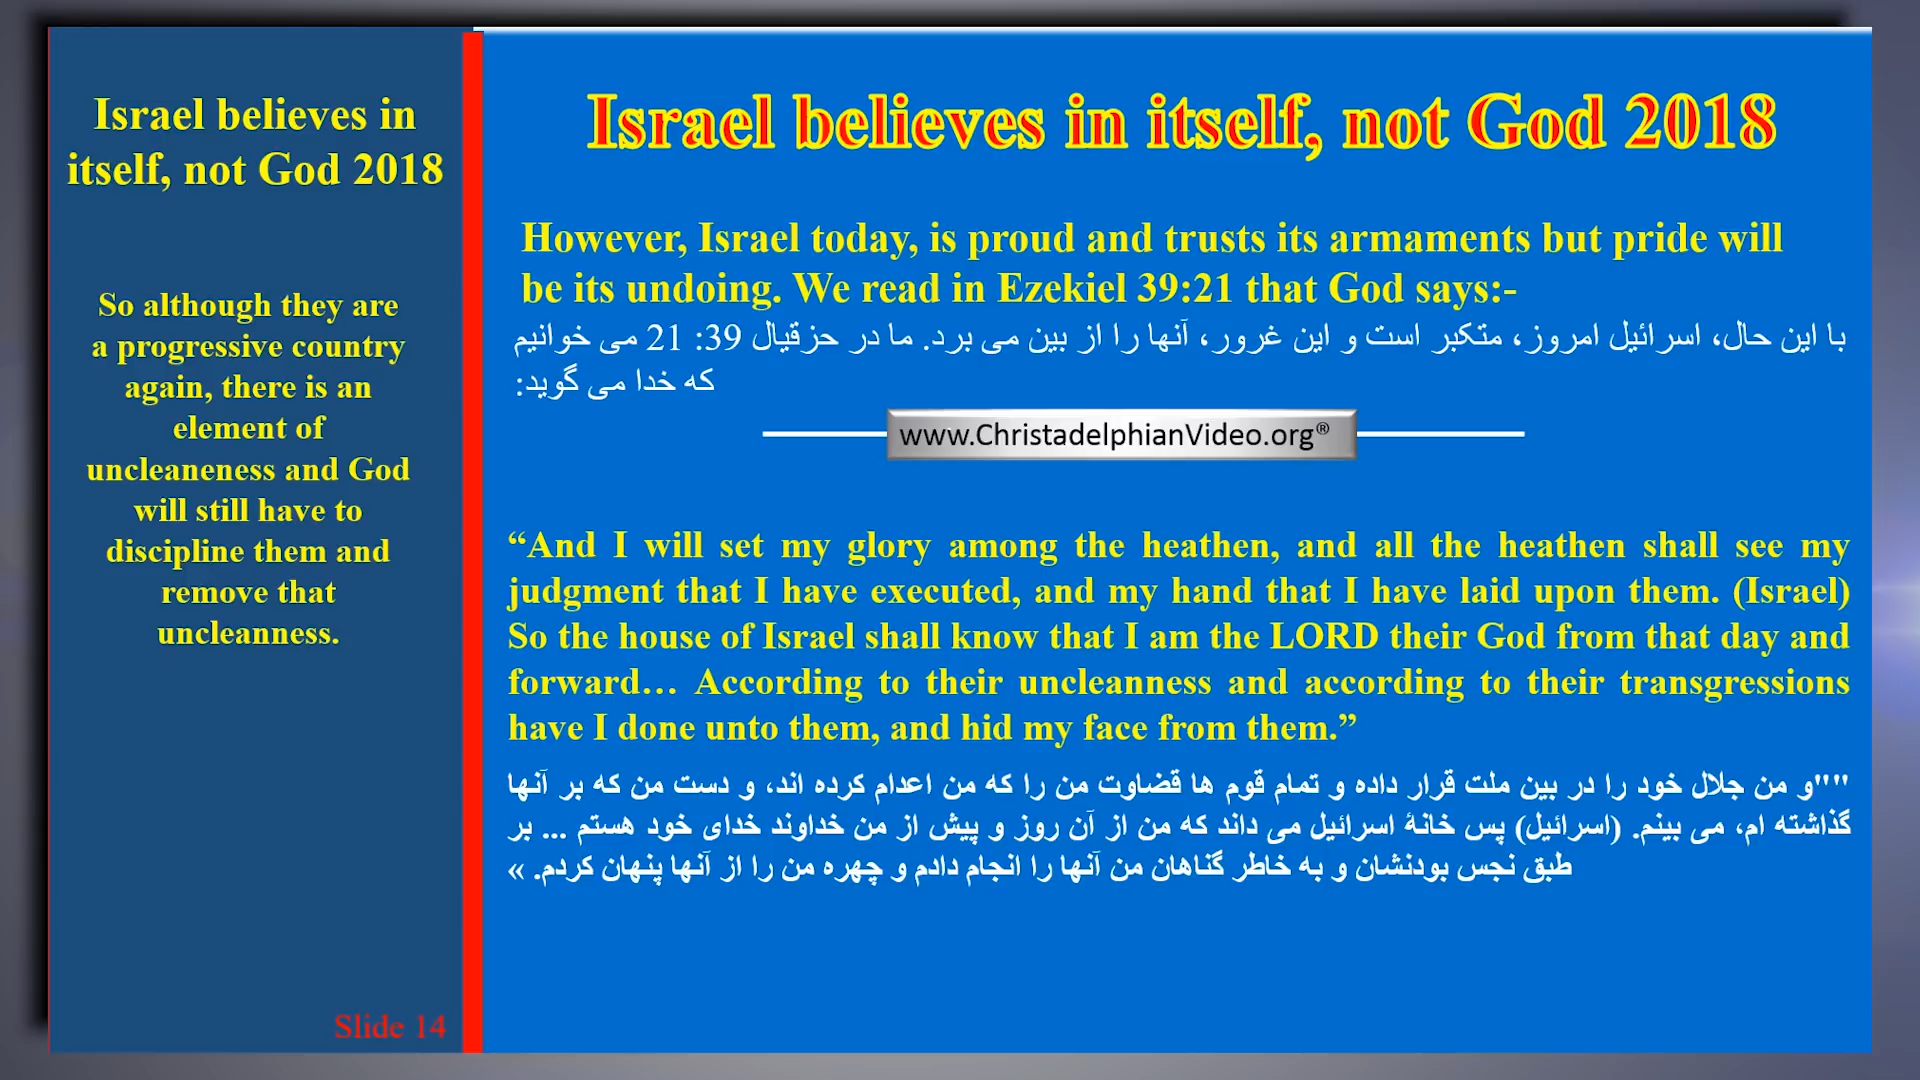 Israel believes in
itself, not God 2018
So although they are
a progressive country
again, there is an
element of
uncleaneness and God
will still have to
discipline them and
remove that
uncleanness.
Slide 14
Israel believes in itself, not God 2018
However, Israel today, is proud and trusts its armaments but pride will
be its undoing. We read in Ezekiel 39:21 that God says:-
با این حال، اسرائیل امروز، متکبر است و این غرور، آنها را از بین می برد. ما در حزقیال 39: 21 می خوانیم
که خدا می گوید:
www.ChristadelphianVideo.org®
“And I will set my glory among the heathen, and all the heathen shall see my
judgment that I have executed, and my hand that I have laid upon them. (Israel)
So the house of Israel shall know that I am the LORD their God from that day and
forward… According to their uncleanness and according to their transgressions
have I done unto them, and hid my face from them.”
""و من جلال خود را در بین ملت قرار داده و تمام قوم ها قضاوت من را که من اعدام کرده اند، و دست من که بر آنها
گذاشته ام، می بینم. (اسرائیل) پس خانهٔ اسرائیل می داند که من از آن روز و پیش از من خداوند خدای خود هستم ... بر
طبق نجس بودنشان و به خاطر گناهان من آنها را انجام دادم و چهره من را از آنها پنهان کردم. »